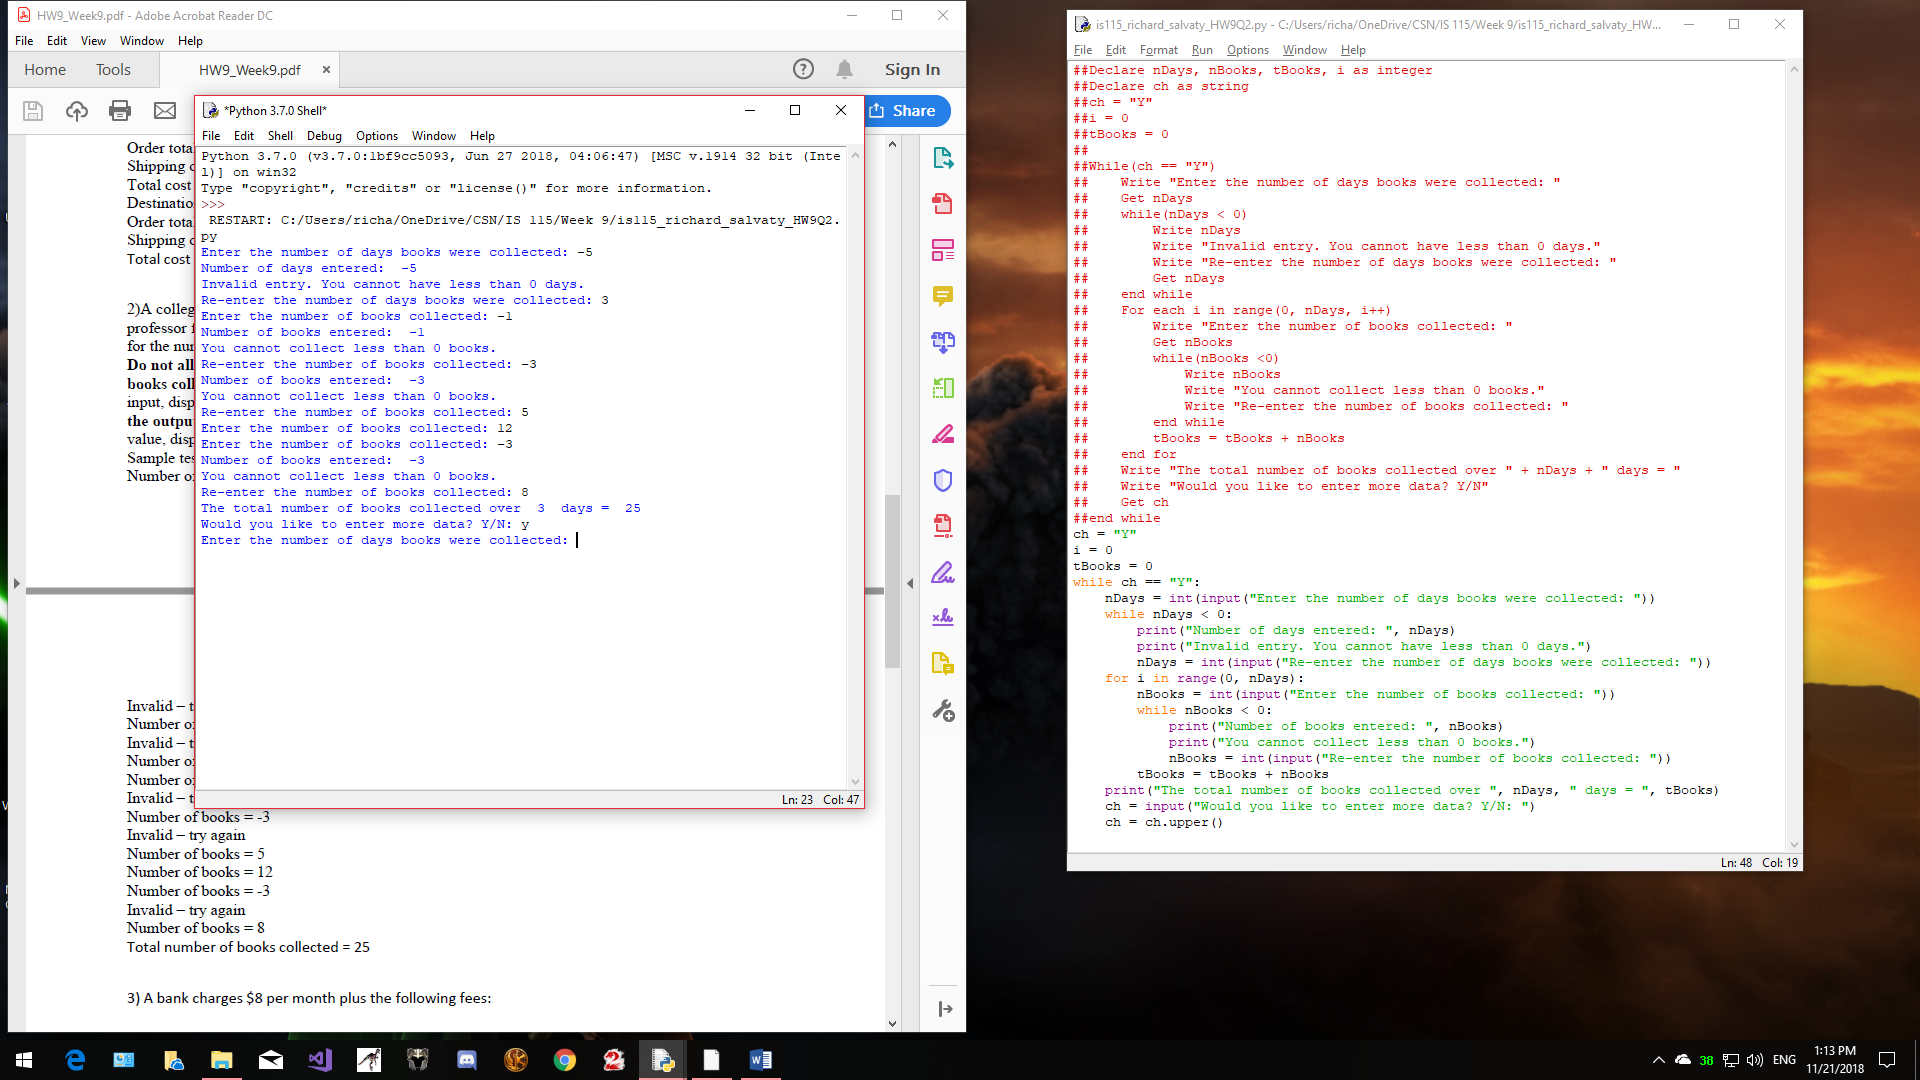 HW9_Week9.pdf - Adobe Acrobat Reader DC
File Edit View Window Help
Home Tools HW9_Week9.pdf × Sign In
Share
Order tota
Shipping
Total cost
Destinatio
Order tota
Shipping
Total cost
2)A colleg
professor
for the nu
Do not all
books coll
input, disp
the outpu
value, disp
Sample tes
Number o
Invalid – t
Number o
Invalid – t
Number o
Number o
Invalid – t
Number of books = -3
Invalid – try again
Number of books = 5
Number of books = 12
Number of books = -3
Invalid – try again
Number of books = 8
Total number of books collected = 25
3) A bank charges $8 per month plus the following fees:
*Python 3.7.0 Shell*
File Edit Shell Debug Options Window Help
Python 3.7.0 (v3.7.0:1bf9cc5093, Jun 27 2018, 04:06:47) [MSC v.1914 32 bit (Inte
l)] on win32
Type "copyright", "credits" or "license()" for more information.
>>>
RESTART: C:/Users/richa/OneDrive/CSN/IS 115/Week 9/is115_richard_salvaty_HW9Q2.
py
Enter the number of days books were collected: -5
Number of days entered:  -5
Invalid entry. You cannot have less than 0 days.
Re-enter the number of days books were collected: 3
Enter the number of books collected: -1
Number of books entered:  -1
You cannot collect less than 0 books.
Re-enter the number of books collected: -3
Number of books entered:  -3
You cannot collect less than 0 books.
Re-enter the number of books collected: 5
Enter the number of books collected: 12
Enter the number of books collected: -3
Number of books entered:  -3
You cannot collect less than 0 books.
Re-enter the number of books collected: 8
The total number of books collected over  3  days =  25
Would you like to enter more data? Y/N: y
Enter the number of days books were collected:
Ln: 23 Col: 47
is115_richard_salvaty_HW9Q2.py - C:/Users/richa/OneDrive/CSN/IS 115/Week 9/is115_richard_salvaty_HW...
File Edit Format Run Options Window Help
##Declare nDays, nBooks, tBooks, i as integer
##Declare ch as string
##ch = "Y"
##i = 0
##tBooks = 0
##
##While(ch == "Y")
##    Write "Enter the number of days books were collected: "
##    Get nDays
##    while(nDays < 0)
##        Write nDays
##        Write "Invalid entry. You cannot have less than 0 days."
##        Write "Re-enter the number of days books were collected: "
##        Get nDays
##    end while
##    For each i in range(0, nDays, i++)
##        Write "Enter the number of books collected: "
##        Get nBooks
##        while(nBooks <0)
##            Write nBooks
##            Write "You cannot collect less than 0 books."
##            Write "Re-enter the number of books collected: "
##        end while
##        tBooks = tBooks + nBooks
##    end for
##    Write "The total number of books collected over " + nDays + " days = "
##    Write "Would you like to enter more data? Y/N"
##    Get ch
##end while
ch = "Y"
i = 0
tBooks = 0
while ch == "Y":
    nDays = int(input("Enter the number of days books were collected: "))
    while nDays < 0:
        print("Number of days entered: ", nDays)
        print("Invalid entry. You cannot have less than 0 days.")
        nDays = int(input("Re-enter the number of days books were collected: "))
    for i in range(0, nDays):
        nBooks = int(input("Enter the number of books collected: "))
        while nBooks < 0:
            print("Number of books entered: ", nBooks)
            print("You cannot collect less than 0 books.")
            nBooks = int(input("Re-enter the number of books collected: "))
        tBooks = tBooks + nBooks
    print("The total number of books collected over ", nDays, " days = ", tBooks)
    ch = input("Would you like to enter more data? Y/N: ")
    ch = ch.upper()
Ln: 48 Col: 19
38 ENG 1:13 PM
11/21/2018